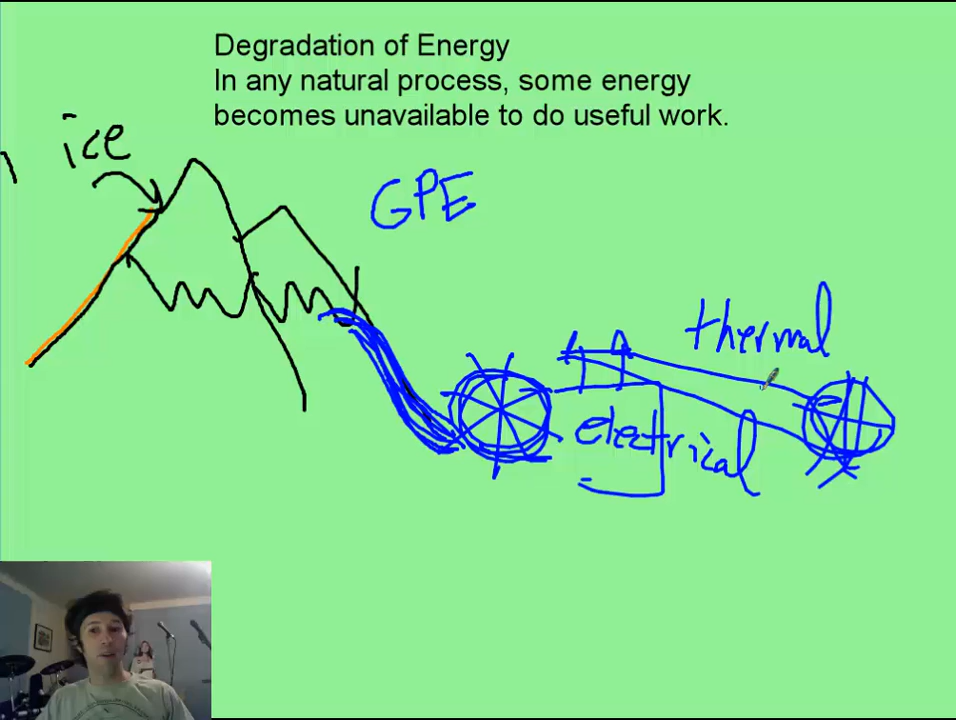 Degradation of Energy
In any natural process, some energy
becomes unavailable to do useful work.
ice
GPE
thermal
electrical